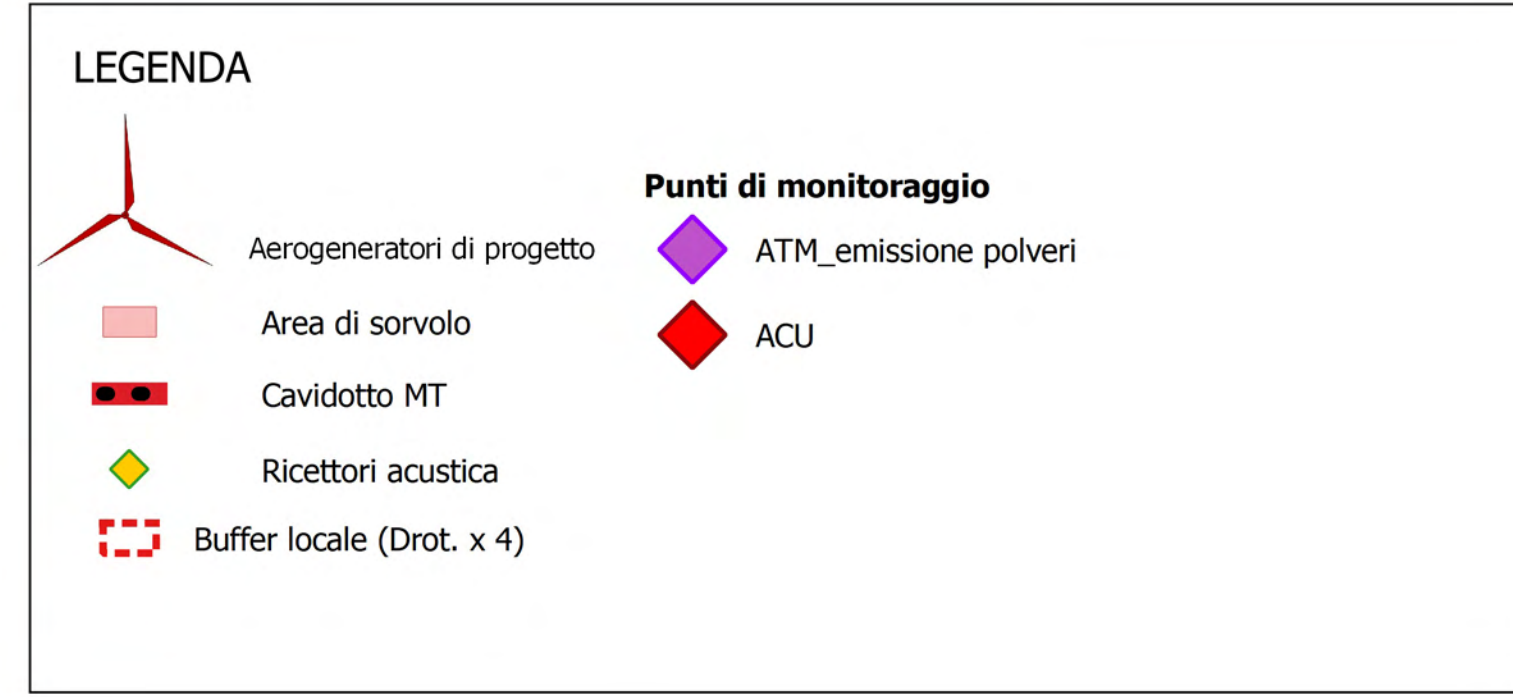 LEGENDA
Aerogeneratori di progetto
Area di sorvolo
Cavidotto MT
Ricettori acustica
Buffer locale (Drot. x 4)
Punti di monitoraggio
ATM_emissione polveri
ACU